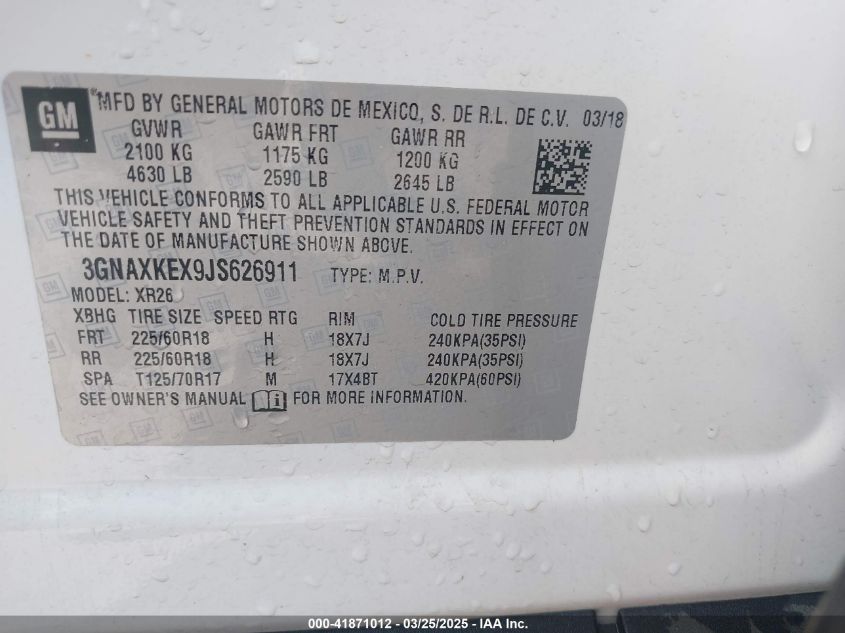 GM ®MFD BY GENERAL MOTORS DE MEXICO, S. DE R.L. DE C.V. 03/18
GVWR GAWR FRT GAWR RR
2100 KG 1175 KG 1200 KG
4630 LB 2590 LB 2645 LB
THIS VEHICLE CONFORMS TO ALL APPLICABLE U.S. FEDERAL MOTOR
VEHICLE SAFETY AND THEFT PREVENTION STANDARDS IN EFFECT ON
THE DATE OF MANUFACTURE SHOWN ABOVE.
3GNAXKEX9JS626911 TYPE: M.P.V.
MODEL: XR26
XBHG TIRE SIZE SPEED RTG RIM COLD TIRE PRESSURE
FRT 225/60R18 H 18X7J 240KPA(35PSI)
RR 225/60R18 H 18X7J 240KPA(35PSI)
SPA T125/70R17 M 17X4BT 420KPA(60PSI)
SEE OWNER'S MANUAL FOR MORE INFORMATION.
000-41871012 - 03/25/2025 - IAA Inc.